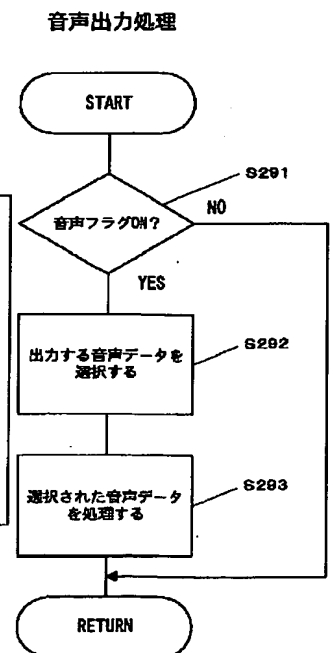 音声出力処理
START
S291
音声フラグON?
NO
YES
出力する音声データを
選択する
S292
選択された音声データ
を処理する
S293
RETURN